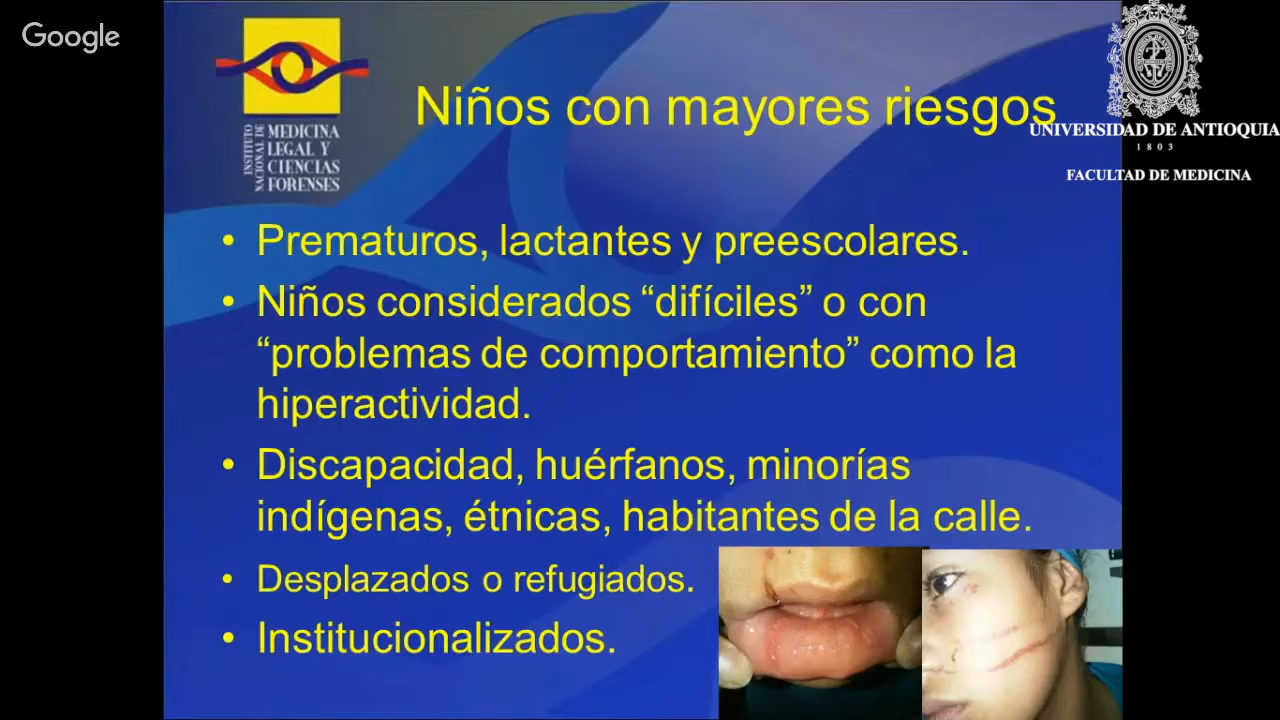 Google
INSTITUTO
NACIONAL DE
MEDICINA
LEGAL Y
CIENCIAS
FORENSES
Niños con mayores riesgos
UNIVERSIDAD DE ANTIOQUIA
1803
FACULTAD DE MEDICINA
• Prematuros, lactantes y preescolares.
• Niños considerados “difíciles” o con
“problemas de comportamiento” como la
hiperactividad.
• Discapacidad, huérfanos, minorías
indígenas, étnicas, habitantes de la calle.
• Desplazados o refugiados.
• Institucionalizados.